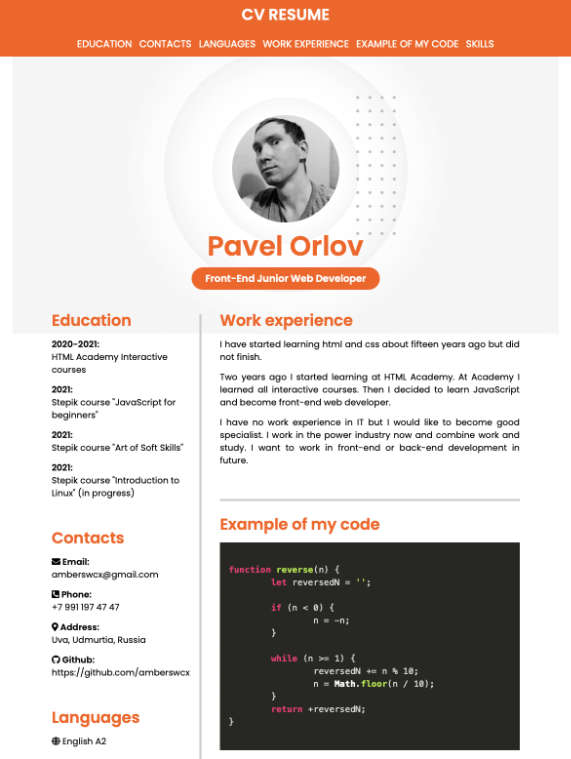 CV RESUME
EDUCATION CONTACTS LANGUAGES WORK EXPERIENCE EXAMPLE OF MY CODE SKILLS
Pavel Orlov
Front-End Junior Web Developer
Education
2020-2021:
HTML Academy Interactive
courses
2021:
Stepik course "JavaScript for
beginners"
2021:
Stepik course "Art of Soft Skills"
2021:
Stepik course "Introduction to
Linux" (in progress)
Contacts
Email:
amberswcx@gmail.com
Phone:
+7 991 197 47 47
Address:
Uva, Udmurtia, Russia
Github:
https://github.com/amberswcx
Languages
English A2
Work experience
I have started learning html and css about fifteen years ago but did
not finish.
Two years ago I started learning at HTML Academy. At Academy I
learned all interactive courses. Then I decided to learn JavaScript
and become front-end web developer.
I have no work experience in IT but I would like to become good
specialist. I work in the power industry now and combine work and
study. I want to work in front-end or back-end development in
future.
Example of my code
function reverse(n) {
let reversedN = '';
if (n < 0) {
n = -n;
}
while (n >= 1) {
reversedN += n % 10;
n = Math.floor(n / 10);
}
return +reversedN;
}